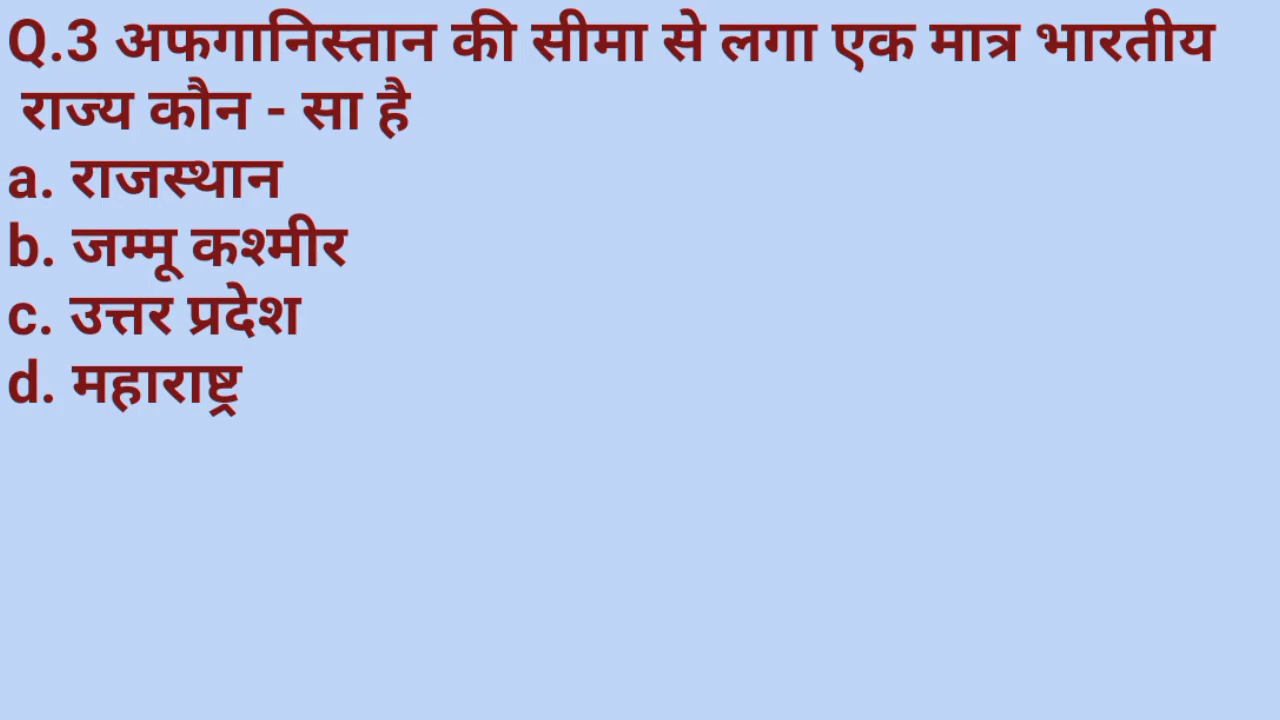 Q.3 अफगानिस्तान की सीमा से लगा एक मात्र भारतीय
राज्य कौन - सा है
a. राजस्थान
b. जम्मू कश्मीर
c. उत्तर प्रदेश
d. महाराष्ट्र